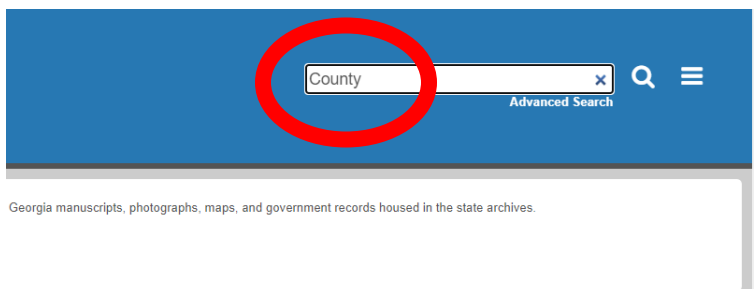 County
Advanced Search
Georgia manuscripts, photographs, maps, and government records housed in the state archives.